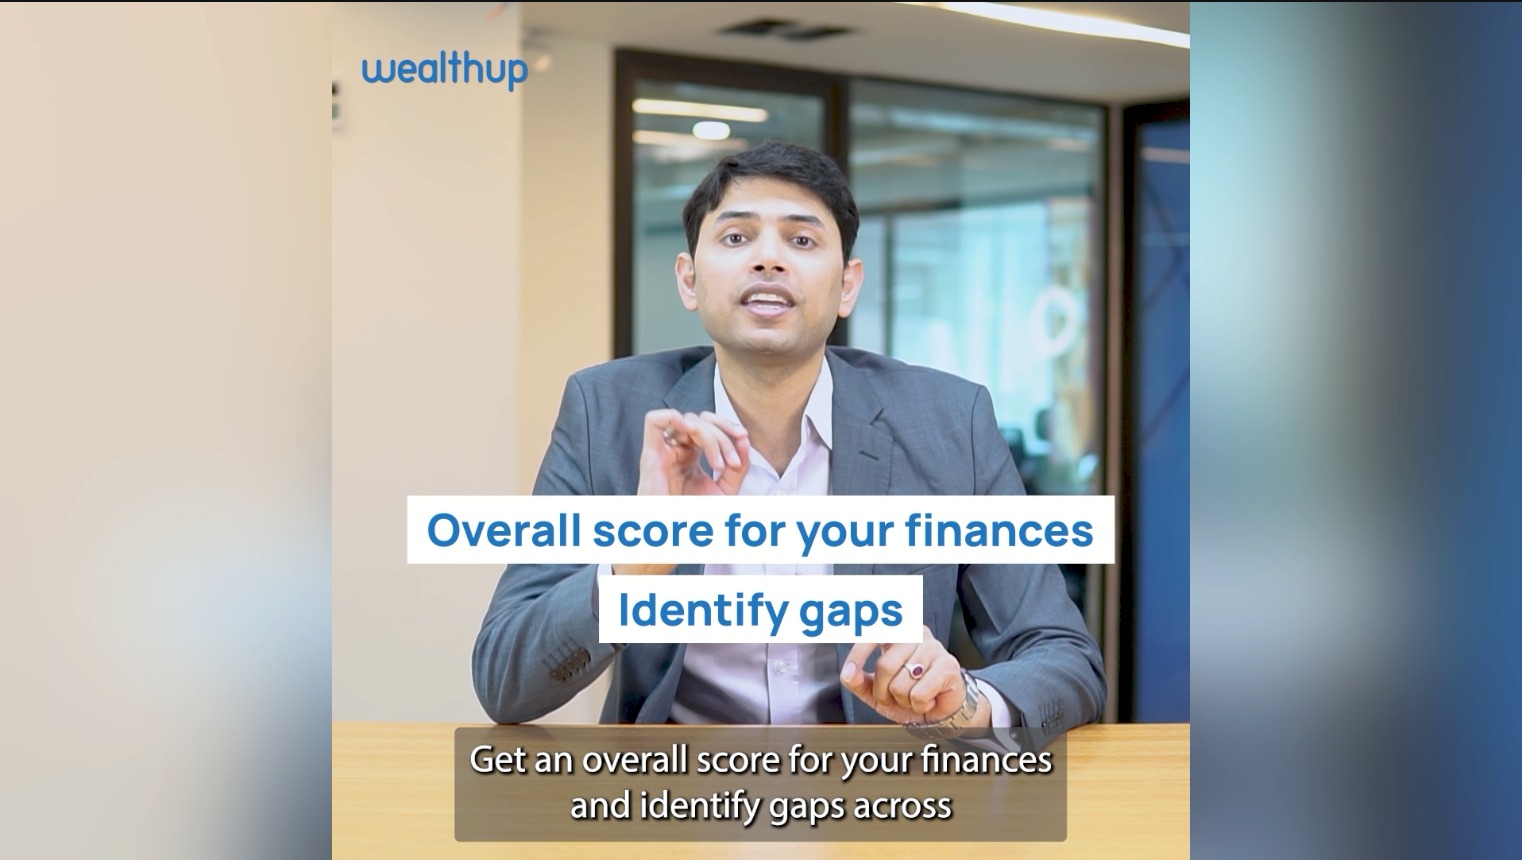 wealthup
Overall score for your finances
Identify gaps
Get an overall score for your finances
and identify gaps across